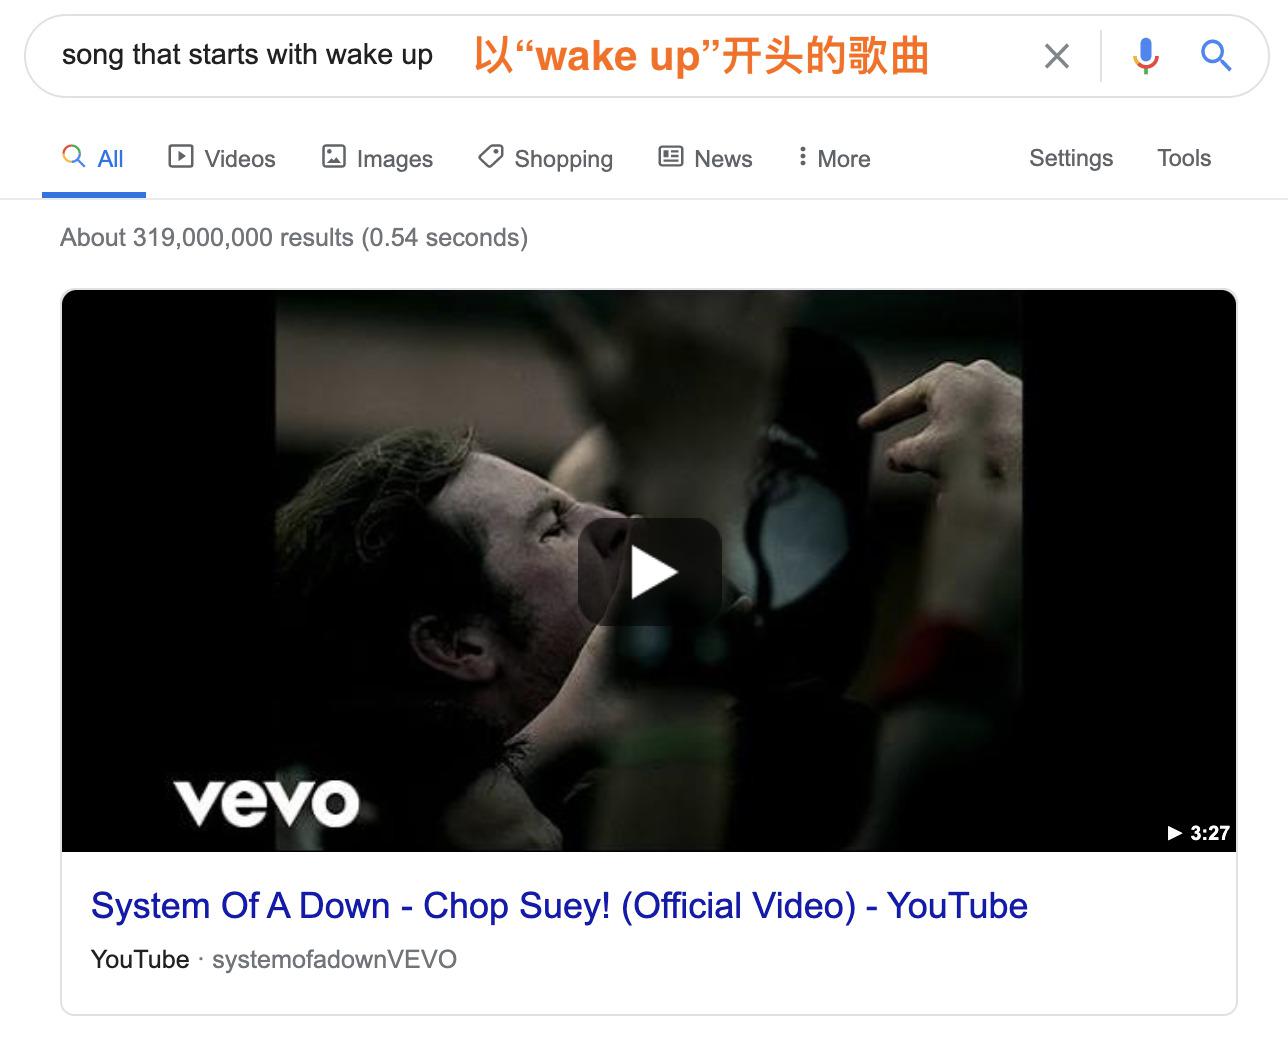 song that starts with wake up 以“wake up”开头的歌曲
All Videos Images Shopping News More Settings Tools
About 319,000,000 results (0.54 seconds)
vevo
3:27
System Of A Down - Chop Suey! (Official Video) - YouTube
YouTube · systemofadownVEVO